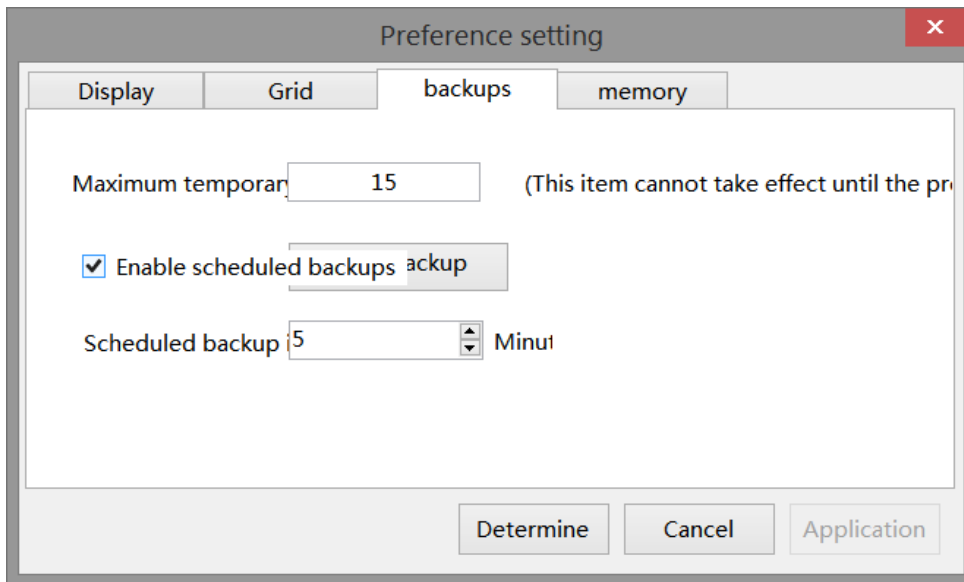 Preference setting
Display Grid backups memory
Maximum temporary 15 (This item cannot take effect until the pr
Enable scheduled backups ackup
Scheduled backup 5 Minut
Determine Cancel Application